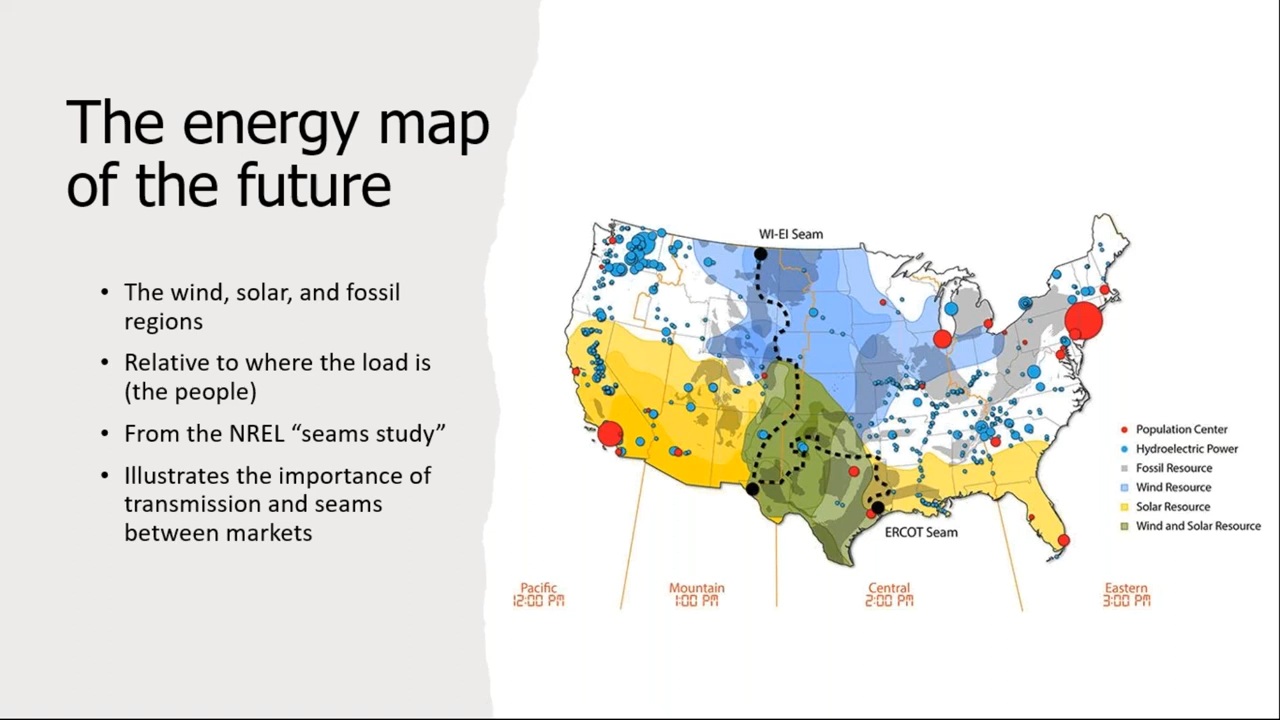 The energy map
of the future
• The wind, solar, and fossil
regions
• Relative to where the load is
(the people)
• From the NREL “seams study”
• Illustrates the importance of
transmission and seams
between markets
WI-EI Seam
ERCOT Seam
Population Center
Hydroelectric Power
Fossil Resource
Wind Resource
Solar Resource
Wind and Solar Resource
Pacific
12:00 PM
Mountain
1:00 PM
Central
2:00 PM
Eastern
3:00 PM